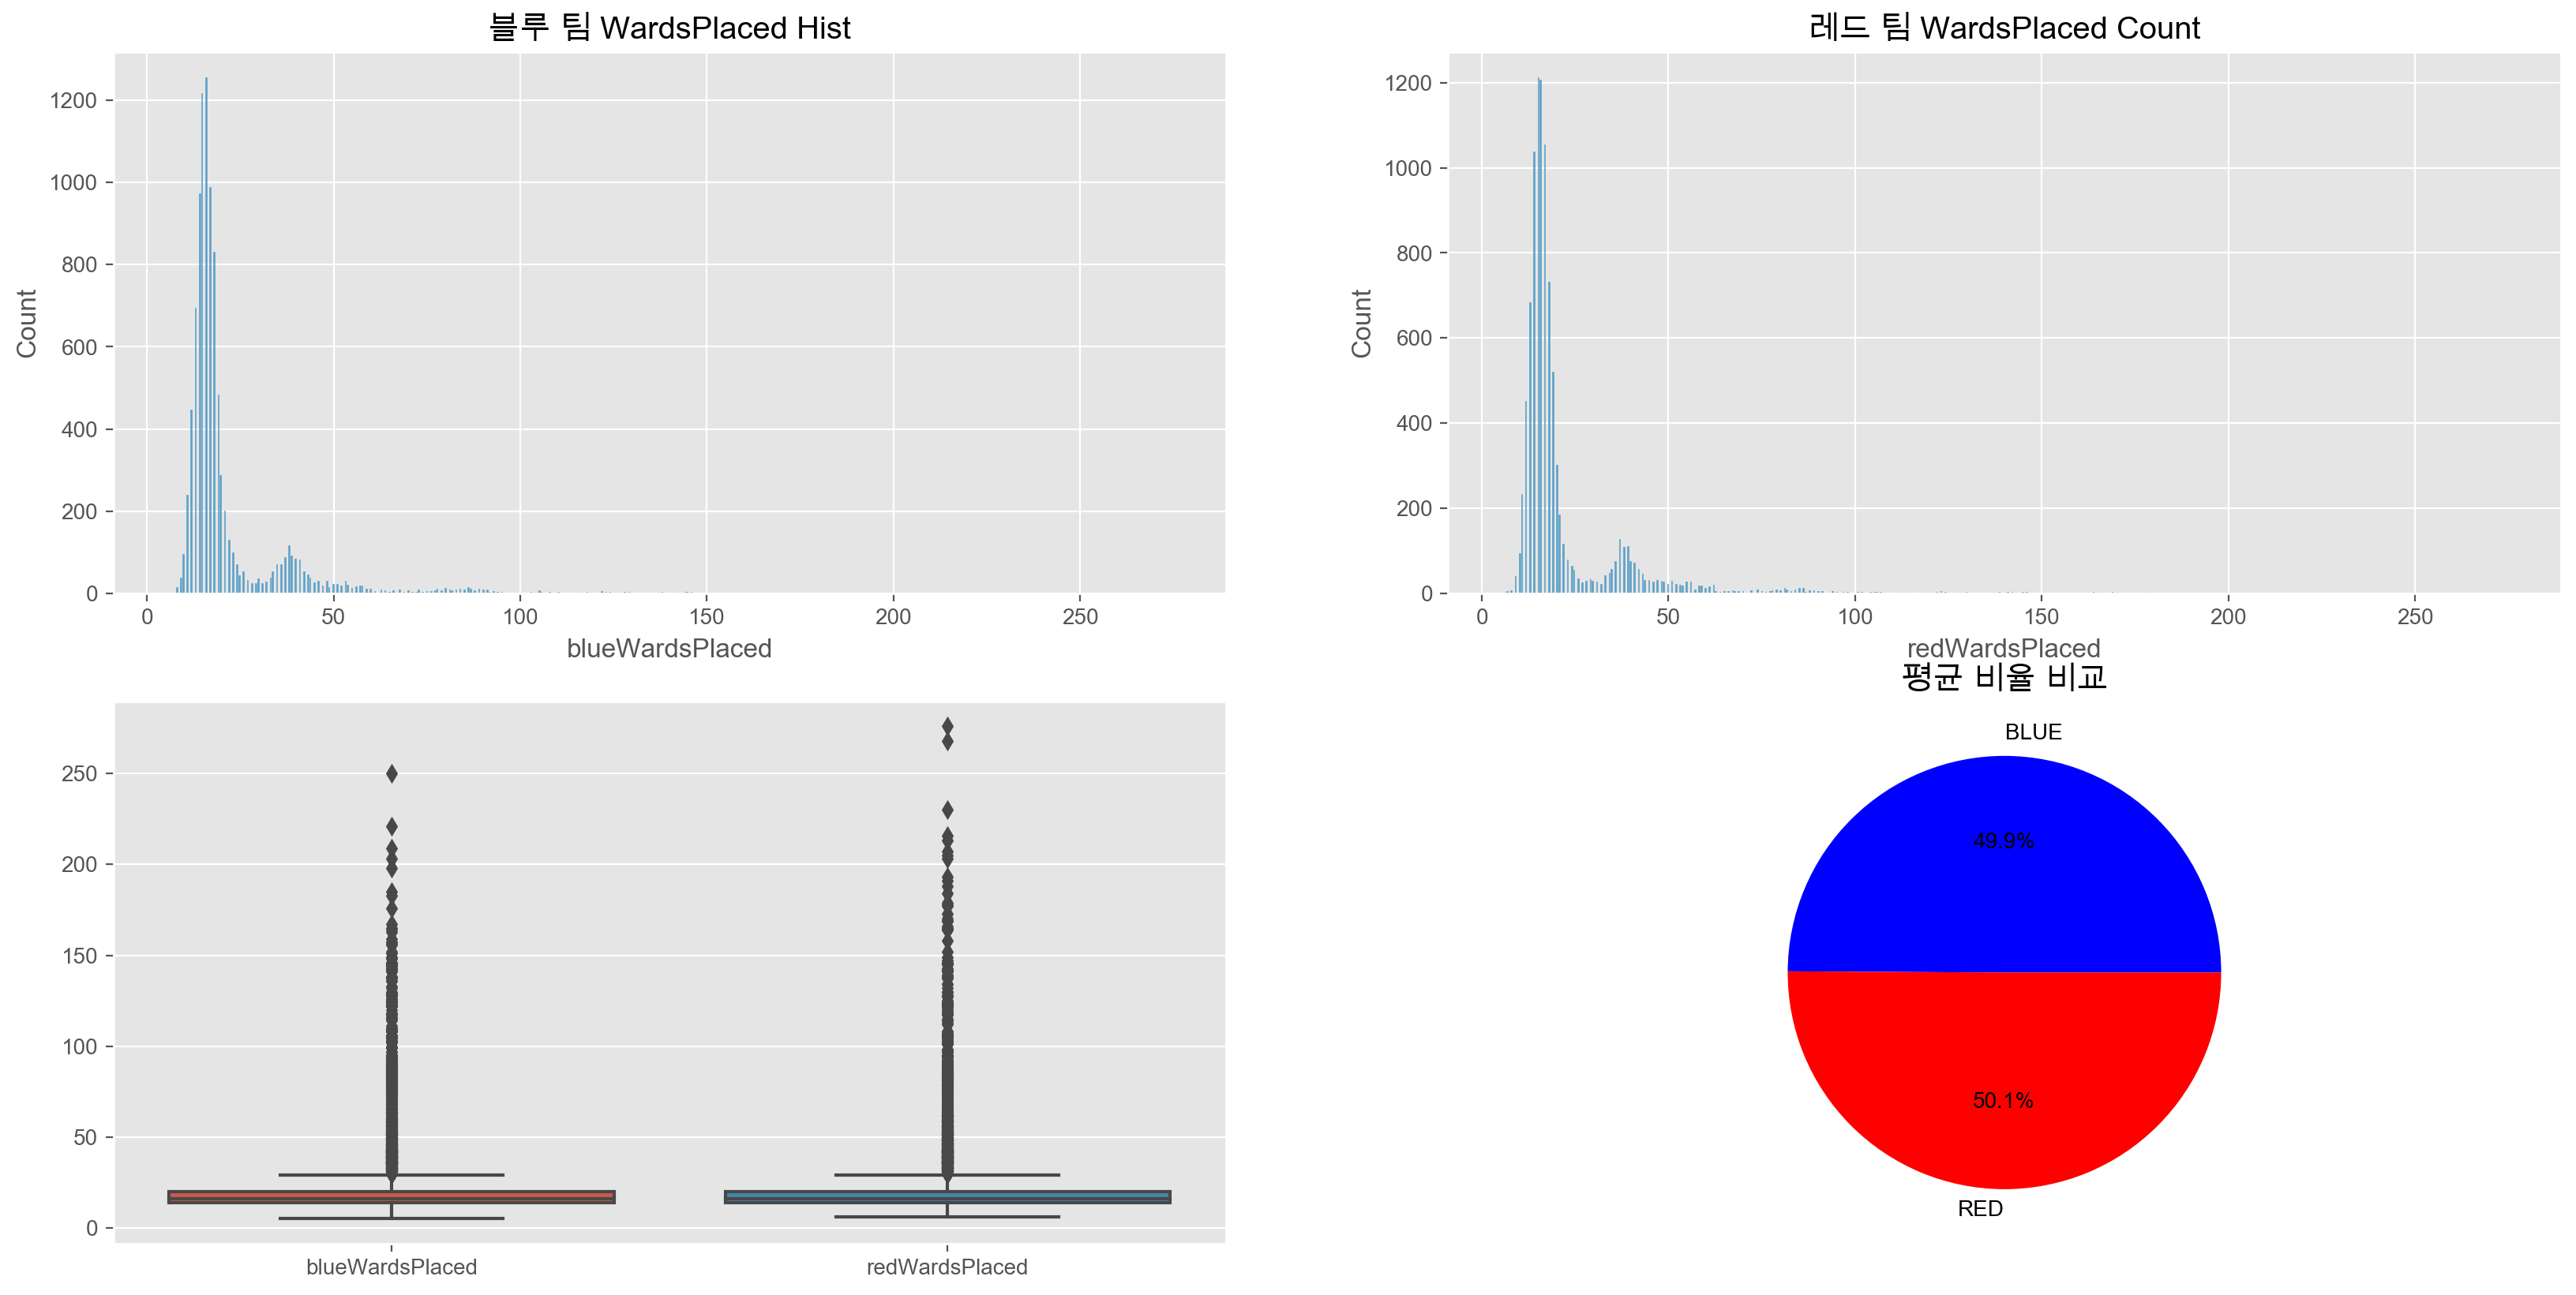 블루 팀 WardsPlaced Hist
1200
1000
800
600
400
200
0
Count
0 50 100 150 200 250
blueWardsPlaced
레드 팀 WardsPlaced Count
1200
1000
800
600
400
200
0
Count
0 50 100 150 200 250
redWardsPlaced
250
200
150
100
50
0
blueWardsPlaced redWardsPlaced
평균 비율 비교
BLUE
49.9%
50.1%
RED